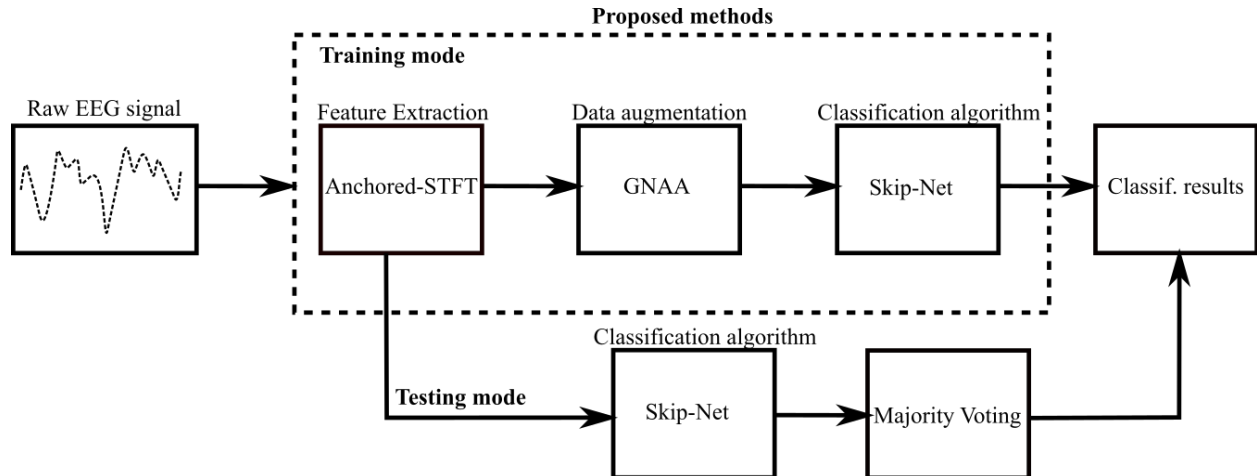 Proposed methods
Training mode
Raw EEG signal
Feature Extraction
Data augmentation
Classification algorithm
Anchored-STFT
GNAA
Skip-Net
Classif. results
Classification algorithm
Testing mode
Skip-Net
Majority Voting